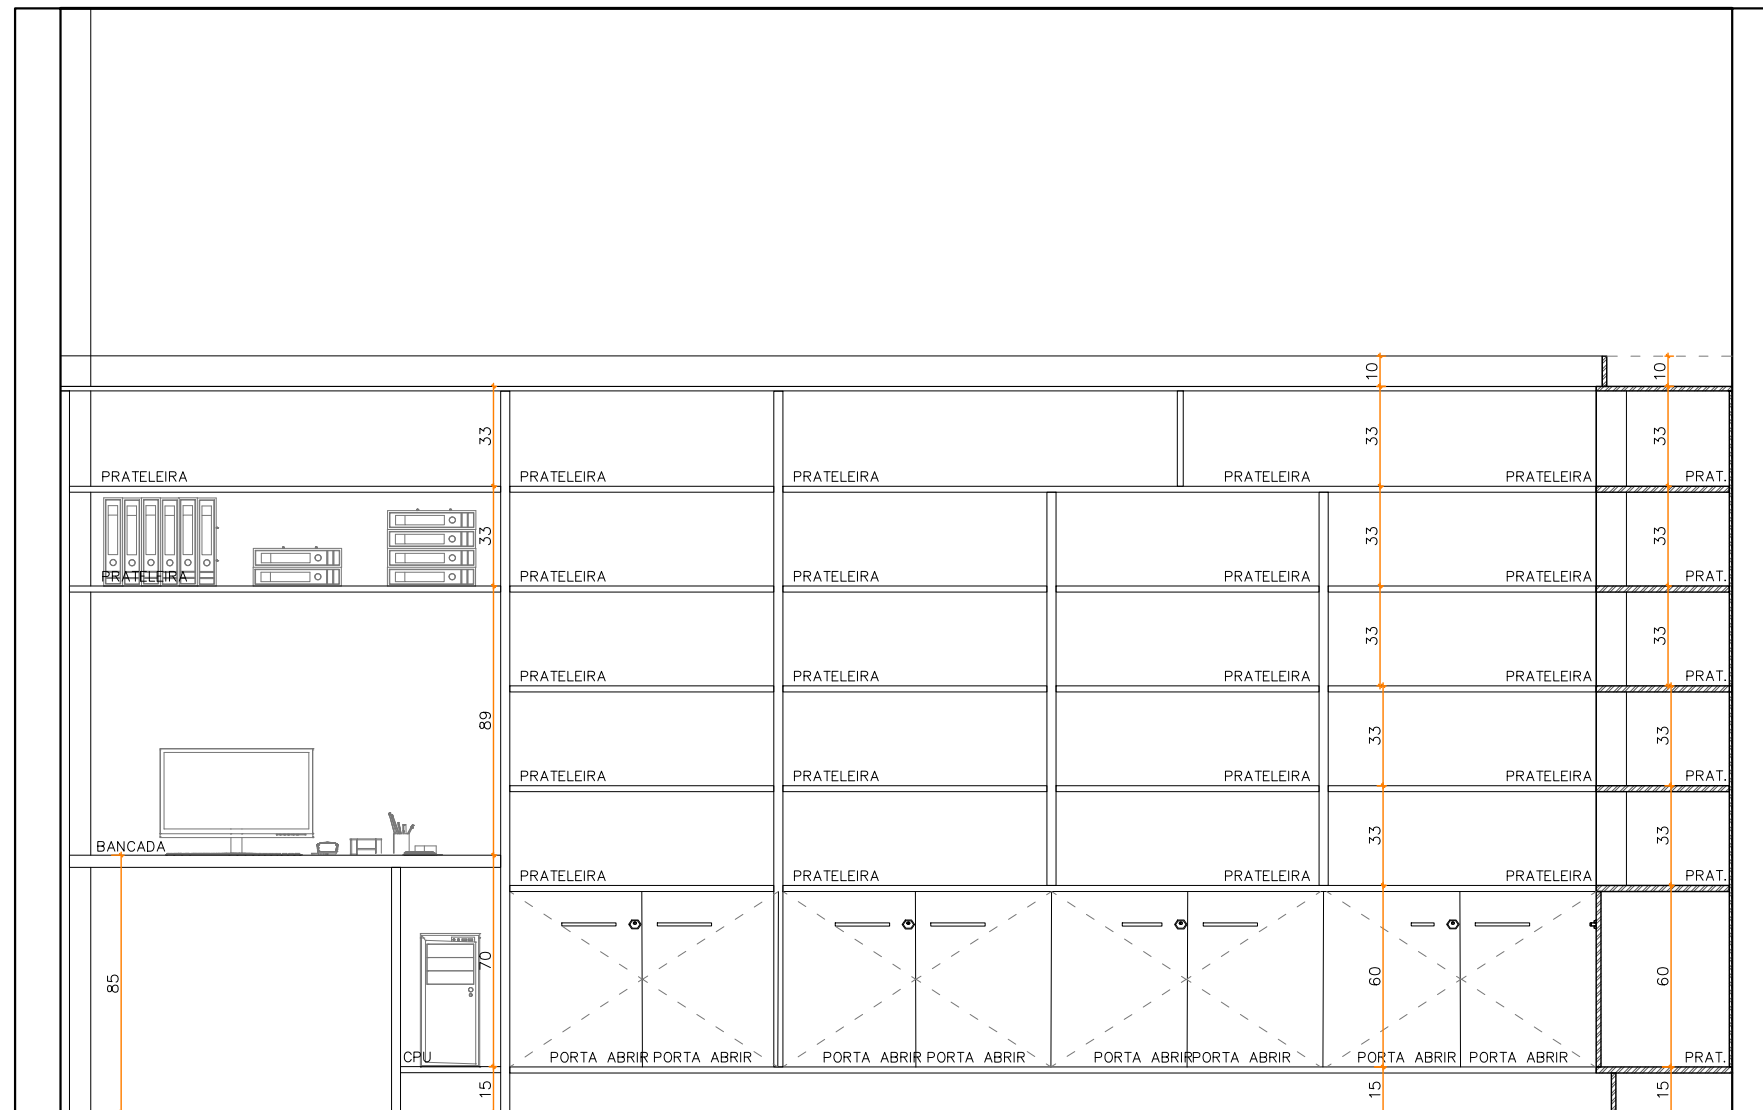 10 10
33 33 33 33
PRATELEIRA PRATELEIRA PRATELEIRA PRATELEIRA PRATELEIRA PRAT.
33 33 33
PRATELEIRA PRATELEIRA PRATELEIRA PRATELEIRA PRATELEIRA PRAT.
33 33
PRATELEIRA PRATELEIRA PRATELEIRA PRATELEIRA PRAT.
89 33 33
PRATELEIRA PRATELEIRA PRATELEIRA PRATELEIRA PRAT.
33 33
BANCADA
PRATELEIRA PRATELEIRA PRATELEIRA PRATELEIRA PRAT.
85 70 60 60
CPU PORTA ABRIR PORTA ABRIR PORTA ABRIR PORTA ABRIR PORTA ABRIR PORTA ABRIR PORTA ABRIR PORTA ABRIR PRAT.
15 15 15